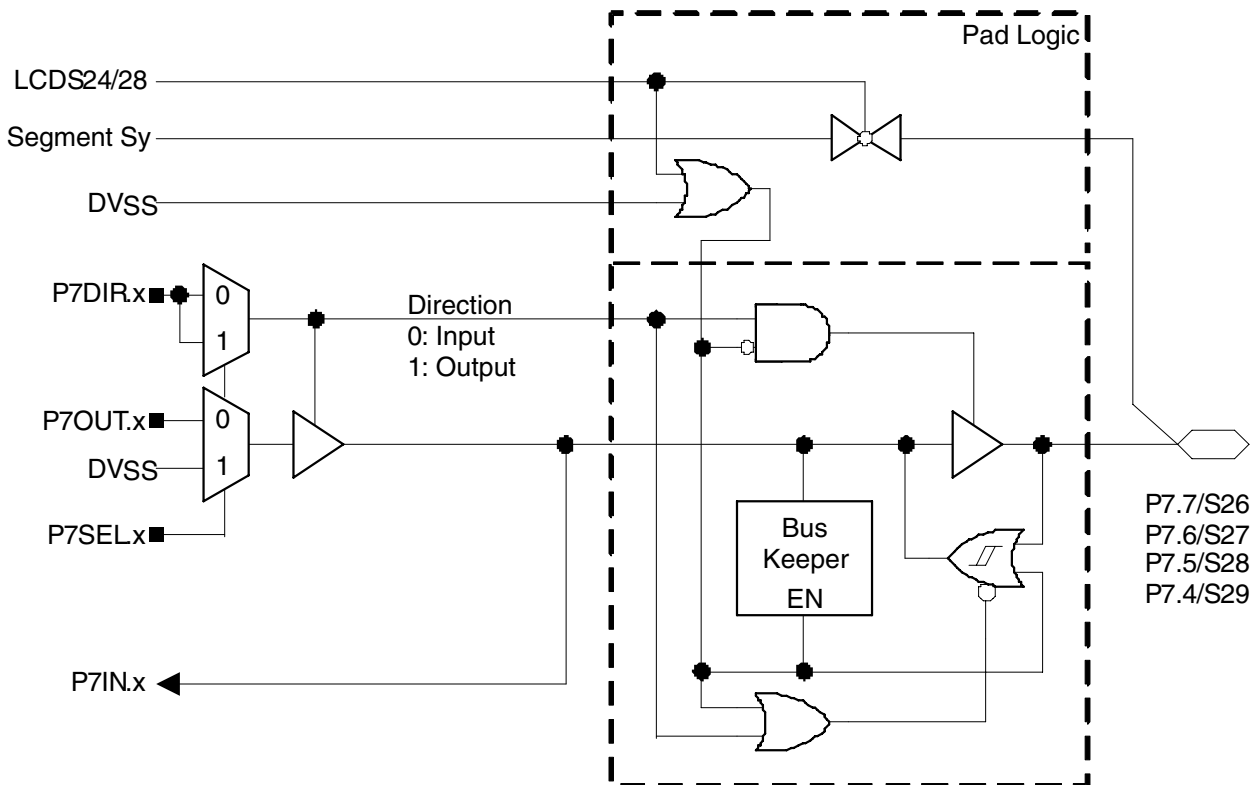 Pad Logic
LCDS24/28
Segment Sy
DVSS
P7DIR.x
0
1
Direction
0: Input
1: Output
P7OUT.x
0
DVSS
1
P7SEL.x
Bus
Keeper
EN
P7.7/S26
P7.6/S27
P7.5/S28
P7.4/S29
P7IN.x